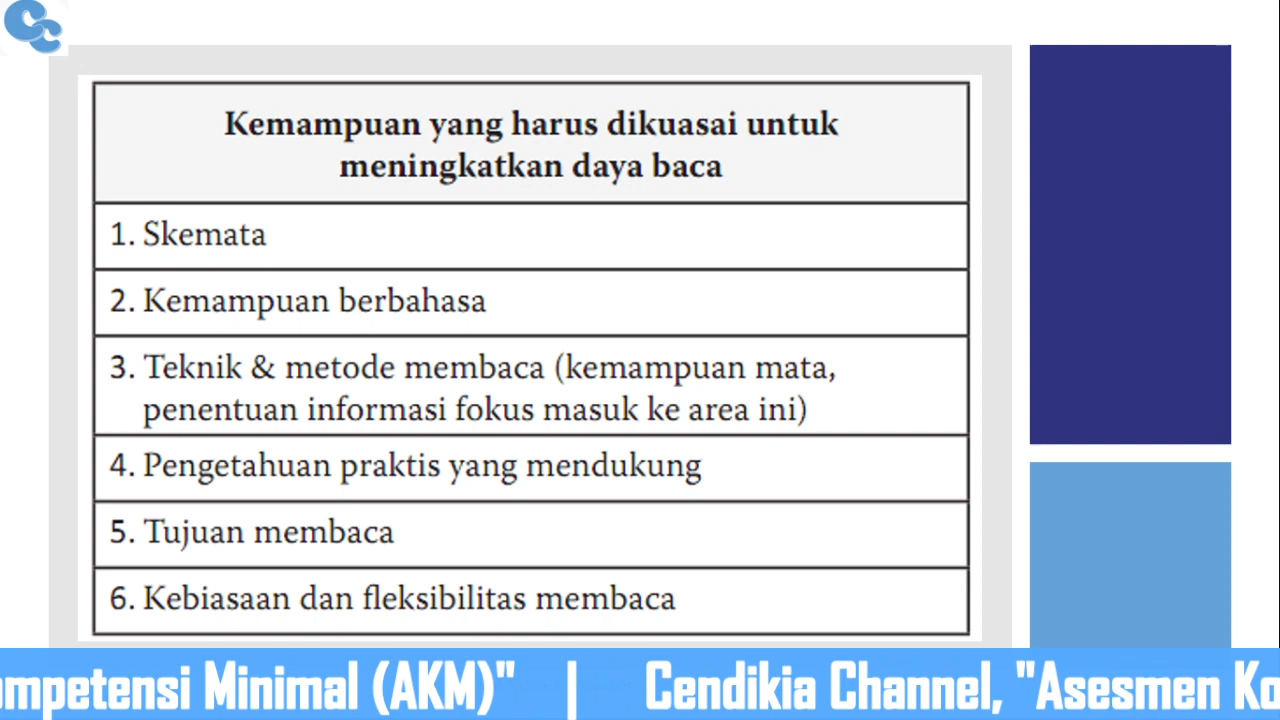 Kemampuan yang harus dikuasai untuk
meningkatkan daya baca
1. Skemata
2. Kemampuan berbahasa
3. Teknik & metode membaca (kemampuan mata,
penentuan informasi fokus masuk ke area ini)
4. Pengetahuan praktis yang mendukung
5. Tujuan membaca
6. Kebiasaan dan fleksibilitas membaca
ompetensi Minimal (AKM)" | Cendikia Channel, "Asesmen Ko